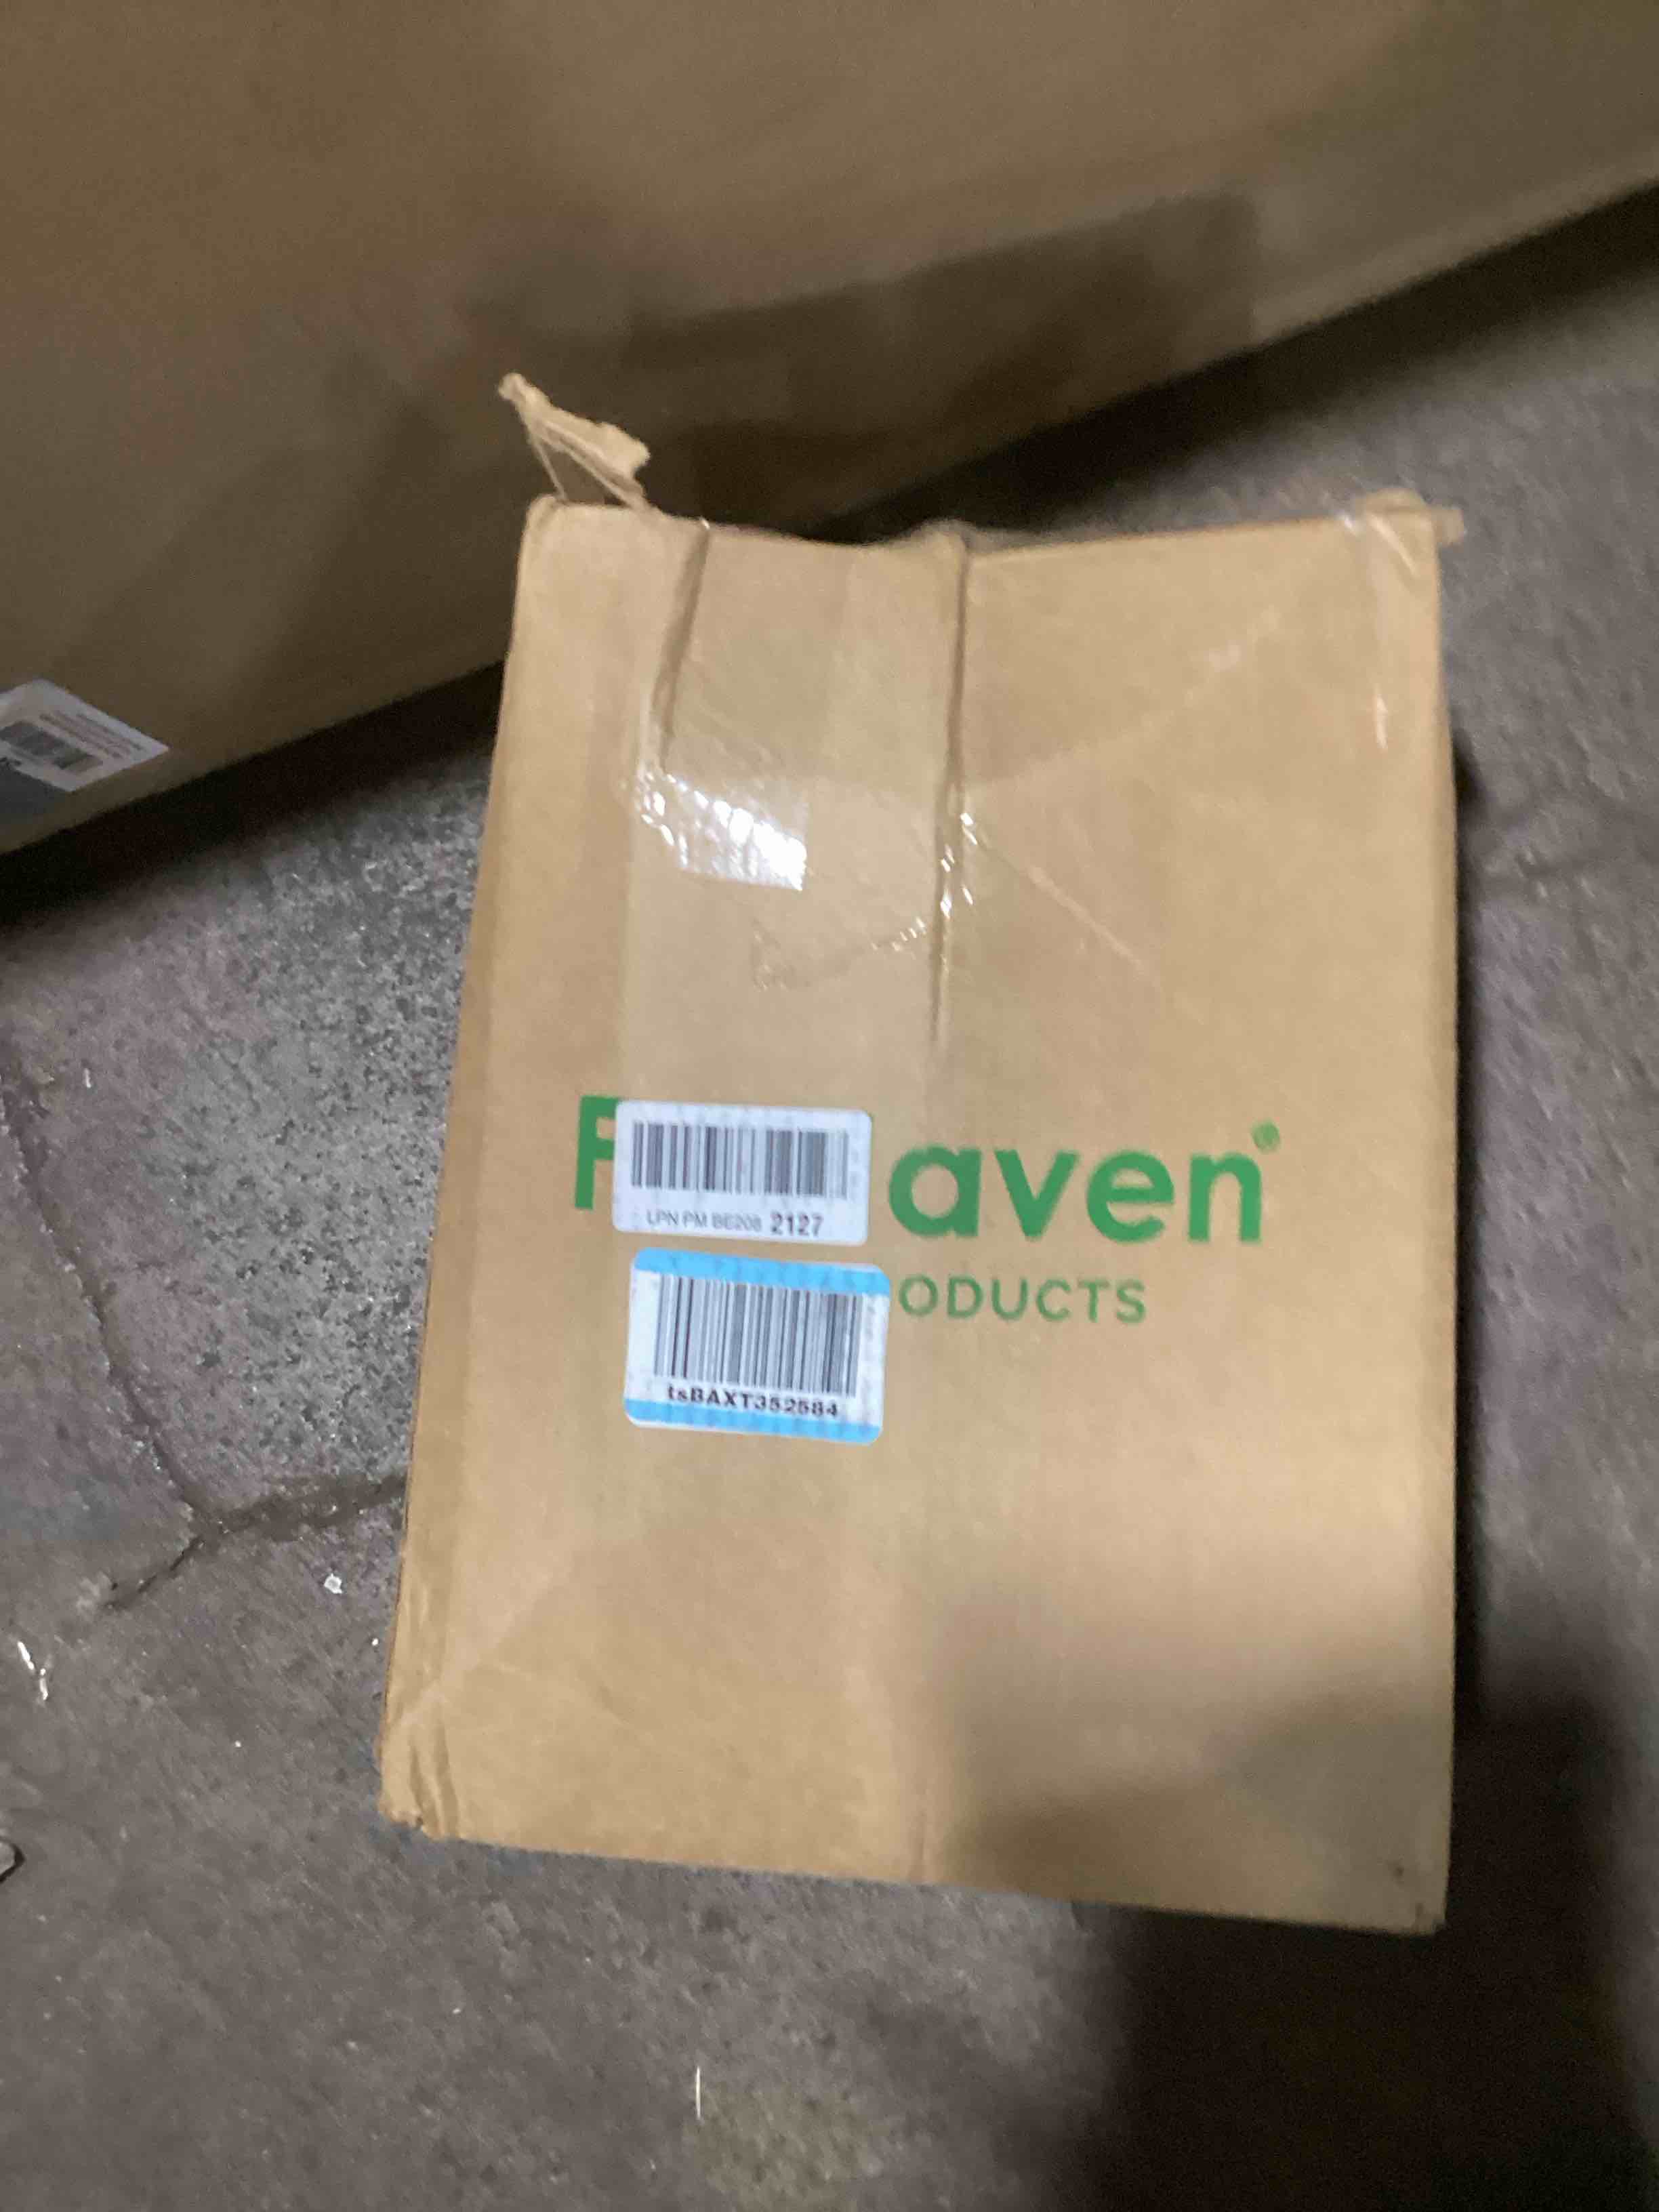 F aven®
LPN PM BE208 2127
ODUCTS
tsBAXT352584